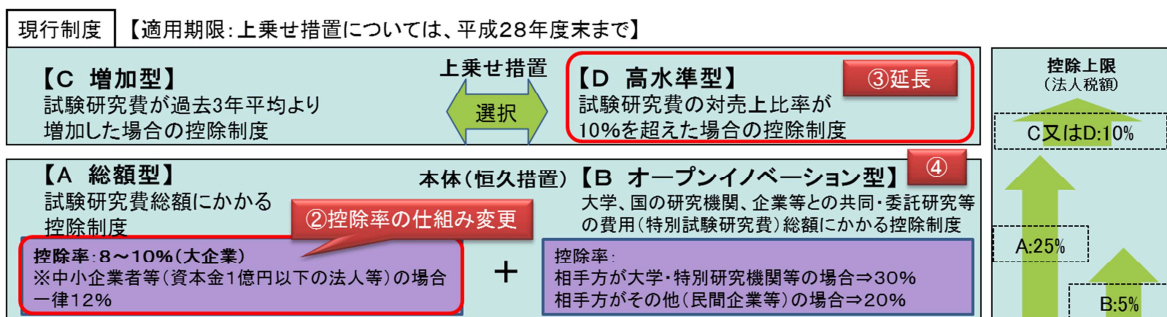 現行制度 【適用期限:上乗せ措置については、平成28年度末まで】
【C 増加型】
試験研究費が過去3年平均より
増加した場合の控除制度
上乗せ措置
選択
【D 高水準型】
③延長
試験研究費の対売上比率が
10%を超えた場合の控除制度
【A 総額型】
試験研究費総額にかかる
控除制度
②控除率の仕組み変更
控除率:8~10%(大企業)
※中小企業者等(資本金1億円以下の法人等)の場合
一律12%
本体(恒久措置)
+
【B オープンイノベーション型】
④
大学、国の研究機関、企業等との共同・委託研究等
の費用(特別試験研究費)総額にかかる控除制度
控除率:
相手方が大学・特別研究機関等の場合⇒30%
相手方がその他(民間企業等)の場合⇒20%
控除上限
(法人税額)
C又はD:10%
A:25%
B:5%